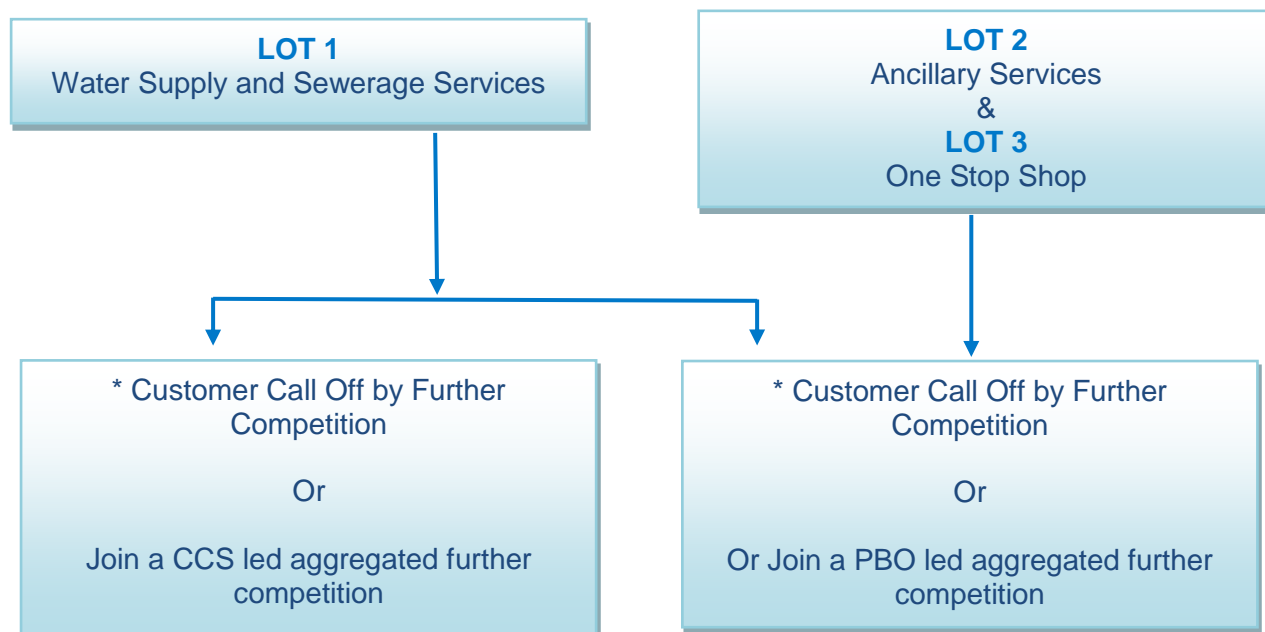 LOT 1
Water Supply and Sewerage Services
LOT 2
Ancillary Services
&
LOT 3
One Stop Shop
* Customer Call Off by Further
Competition
Or
Join a CCS led aggregated further
competition
* Customer Call Off by Further
Competition
Or
Or Join a PBO led aggregated further
competition